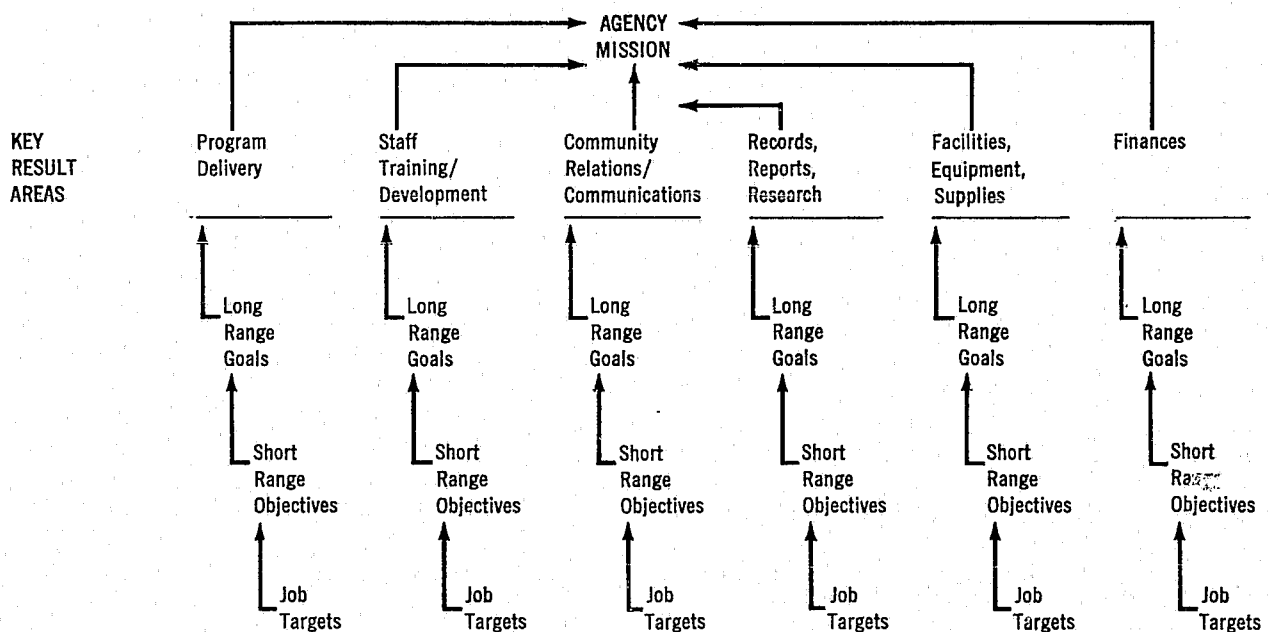 AGENCY
MISSION
KEY
RESULT
AREAS
Program
Delivery
Staff
Training/
Development
Community
Relations/
Communications
Records,
Reports,
Research
Facilities,
Equipment,
Supplies
Finances
Long
Range
Goals
Long
Range
Goals
Long
Range
Goals
Long
Range
Goals
Long
Range
Goals
Long
Range
Goals
Short
Range
Objectives
Short
Range
Objectives
Short
Range
Objectives
Short
Range
Objectives
Short
Range
Objectives
Short
Objectives
Job
Targets
Job
Targets
Job
Targets
Job
Targets
Job
Targets
Job
Targets